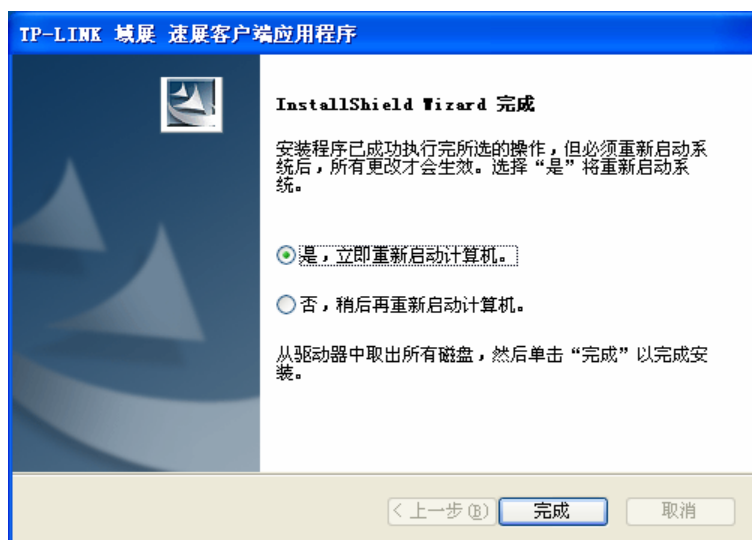 TP-LINK 域展 速展客户端应用程序
InstallShield Wizard 完成
安装程序已成功执行完所选的操作，但必须重新启动系
统后，所有更改才会生效。选择“是”将重新启动系
统。
是，立即重新启动计算机。
否，稍后再重新启动计算机。
从驱动器中取出所有磁盘，然后单击“完成”以完成安
装。
< 上一步(B)
完成
取消